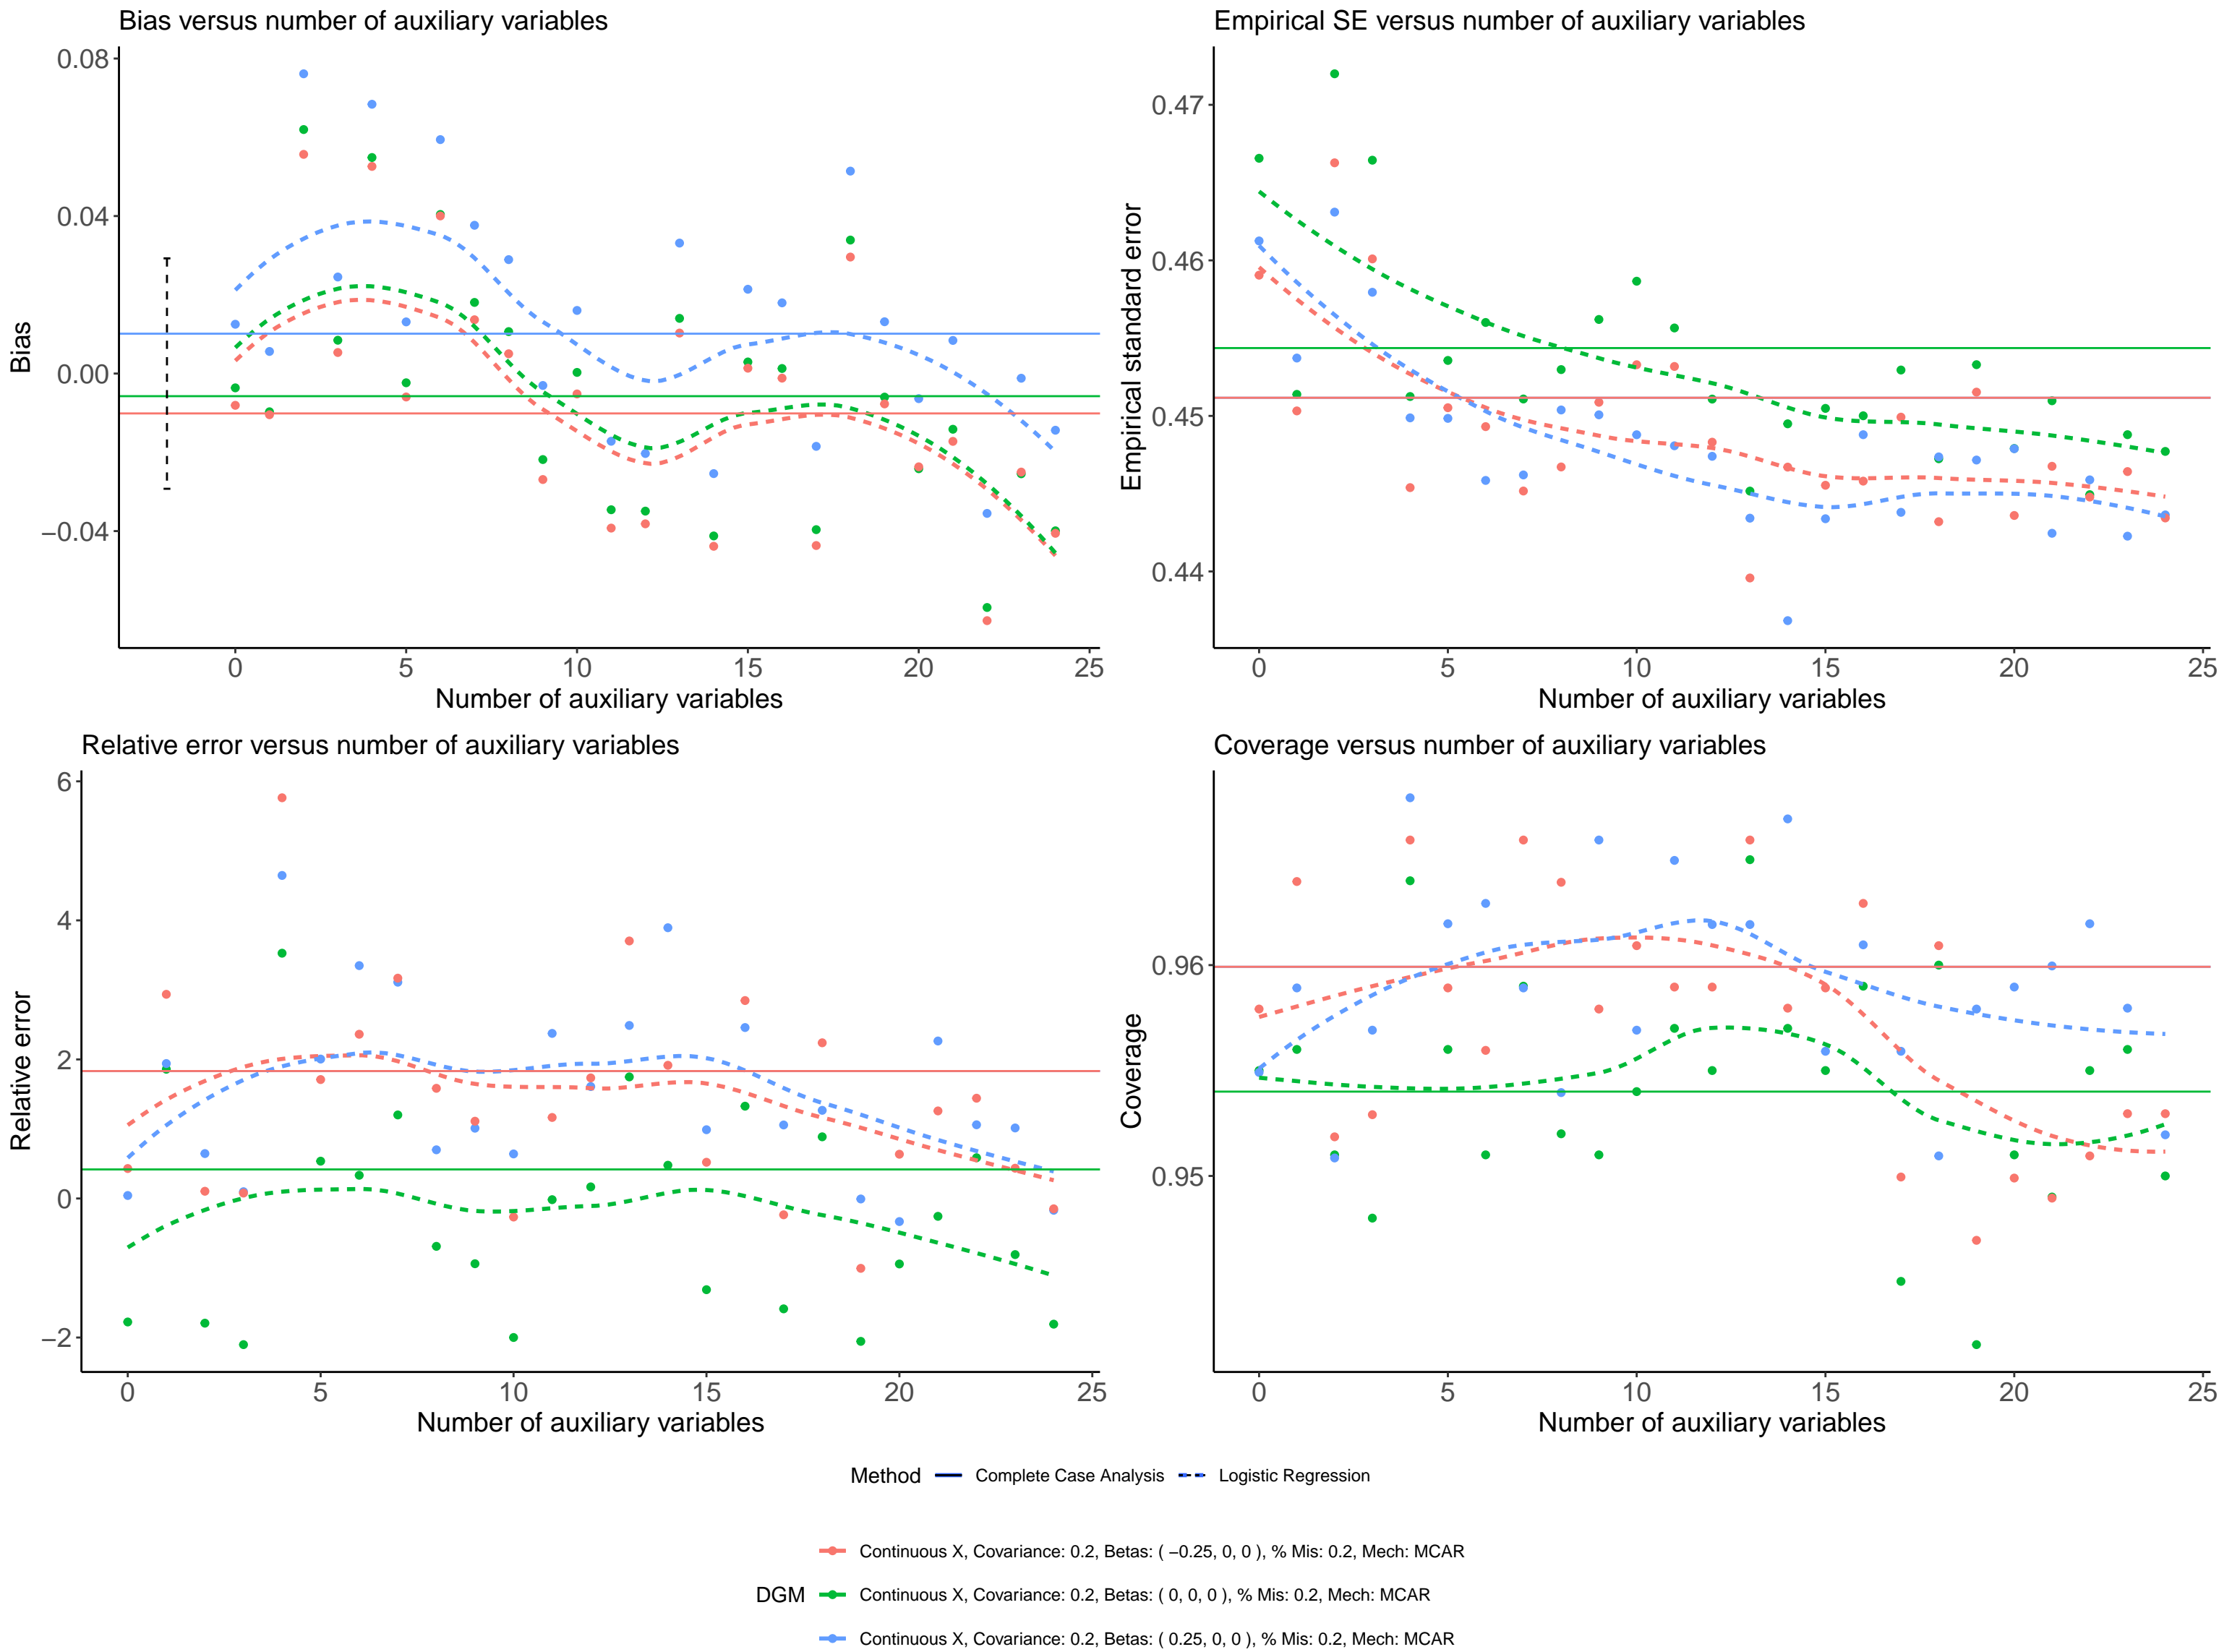 Bias versus number of auxiliary variables
0.08
0.04
0.00
−0.04
Bias
0 5 10 15 20 25
Number of auxiliary variables
Empirical SE versus number of auxiliary variables
0.47
0.46
0.45
0.44
Empirical standard error
0 5 10 15 20 25
Number of auxiliary variables
Relative error versus number of auxiliary variables
6
4
2
0
−2
Relative error
0 5 10 15 20 25
Number of auxiliary variables
Coverage versus number of auxiliary variables
0.96
0.95
Coverage
0 5 10 15 20 25
Number of auxiliary variables
Method Complete Case Analysis Logistic Regression
Continuous X, Covariance: 0.2, Betas: ( −0.25, 0, 0 ), % Mis: 0.2, Mech: MCAR
DGM Continuous X, Covariance: 0.2, Betas: ( 0, 0, 0 ), % Mis: 0.2, Mech: MCAR
Continuous X, Covariance: 0.2, Betas: ( 0.25, 0, 0 ), % Mis: 0.2, Mech: MCAR